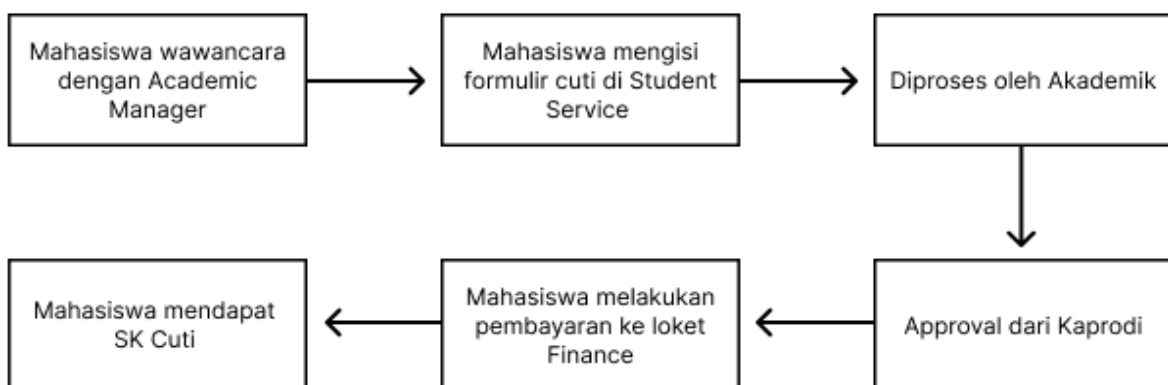 Mahasiswa wawancara
dengan Academic
Manager
Mahasiswa mengisi
formulir cuti di Student
Service
Diproses oleh Akademik
Approval dari Kaprodi
Mahasiswa melakukan
pembayaran ke loket
Finance
Mahasiswa mendapat
SK Cuti